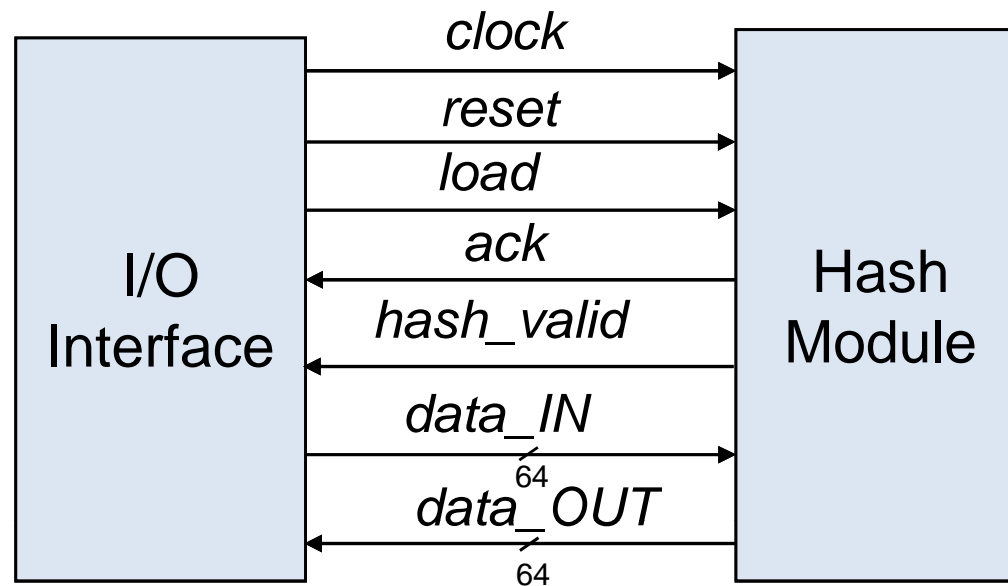 clock
reset
load
ack
hash_valid
data_IN
64
data_OUT
64
I/O
Interface
Hash
Module